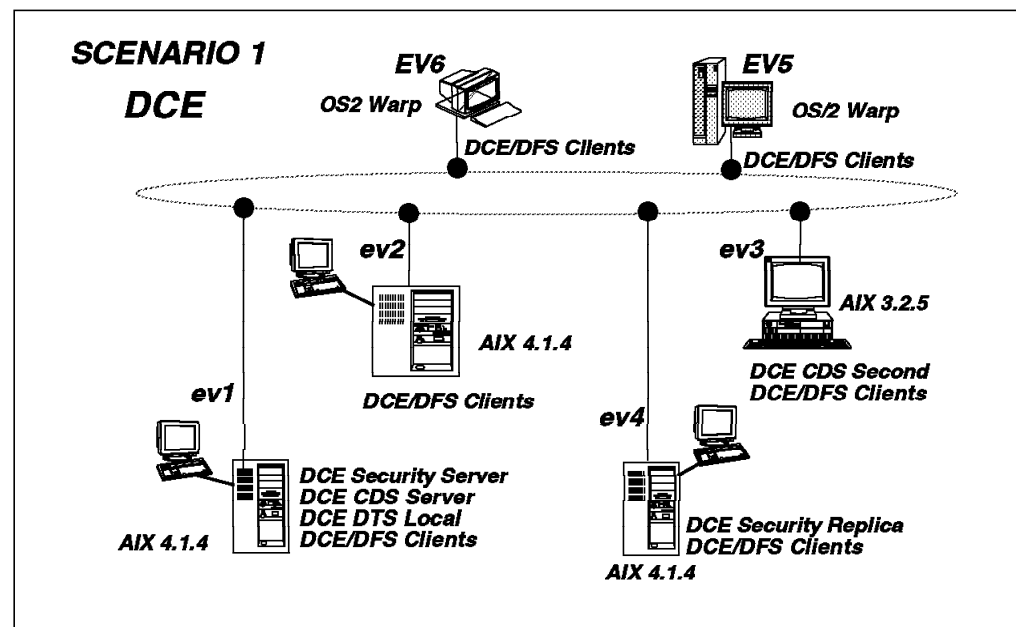 SCENARIO 1
DCE
EV6
OS2 Warp
DCE/DFS Clients
EV5
OS/2 Warp
DCE/DFS Clients
ev2
AIX 4.1.4
DCE/DFS Clients
ev3
AIX 3.2.5
DCE CDS Second
DCE/DFS Clients
ev1
AIX 4.1.4
DCE Security Server
DCE CDS Server
DCE DTS Local
DCE/DFS Clients
ev4
DCE Security Replica
DCE/DFS Clients
AIX 4.1.4